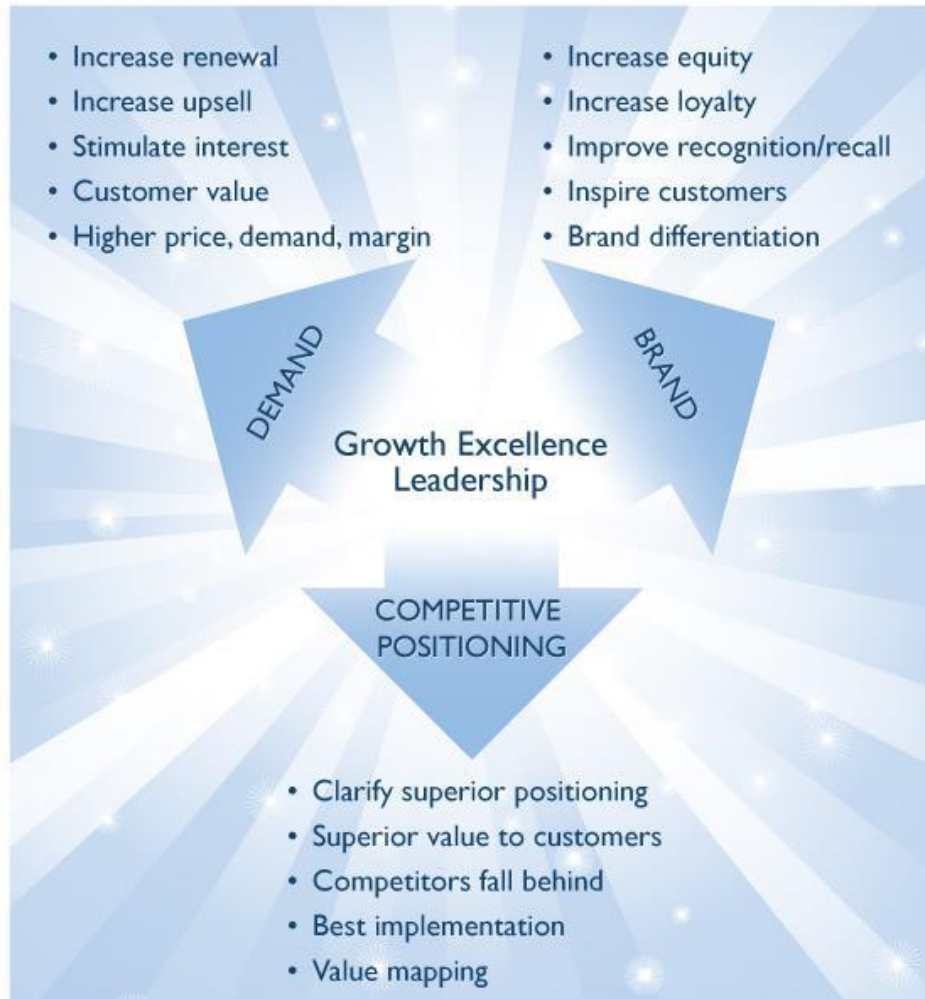 • Increase renewal
• Increase upsell
• Stimulate interest
• Customer value
• Higher price, demand, margin
• Increase equity
• Increase loyalty
• Improve recognition/recall
• Inspire customers
• Brand differentiation
DEMAND
BRAND
Growth Excellence
Leadership
COMPETITIVE
POSITIONING
• Clarify superior positioning
• Superior value to customers
• Competitors fall behind
• Best implementation
• Value mapping